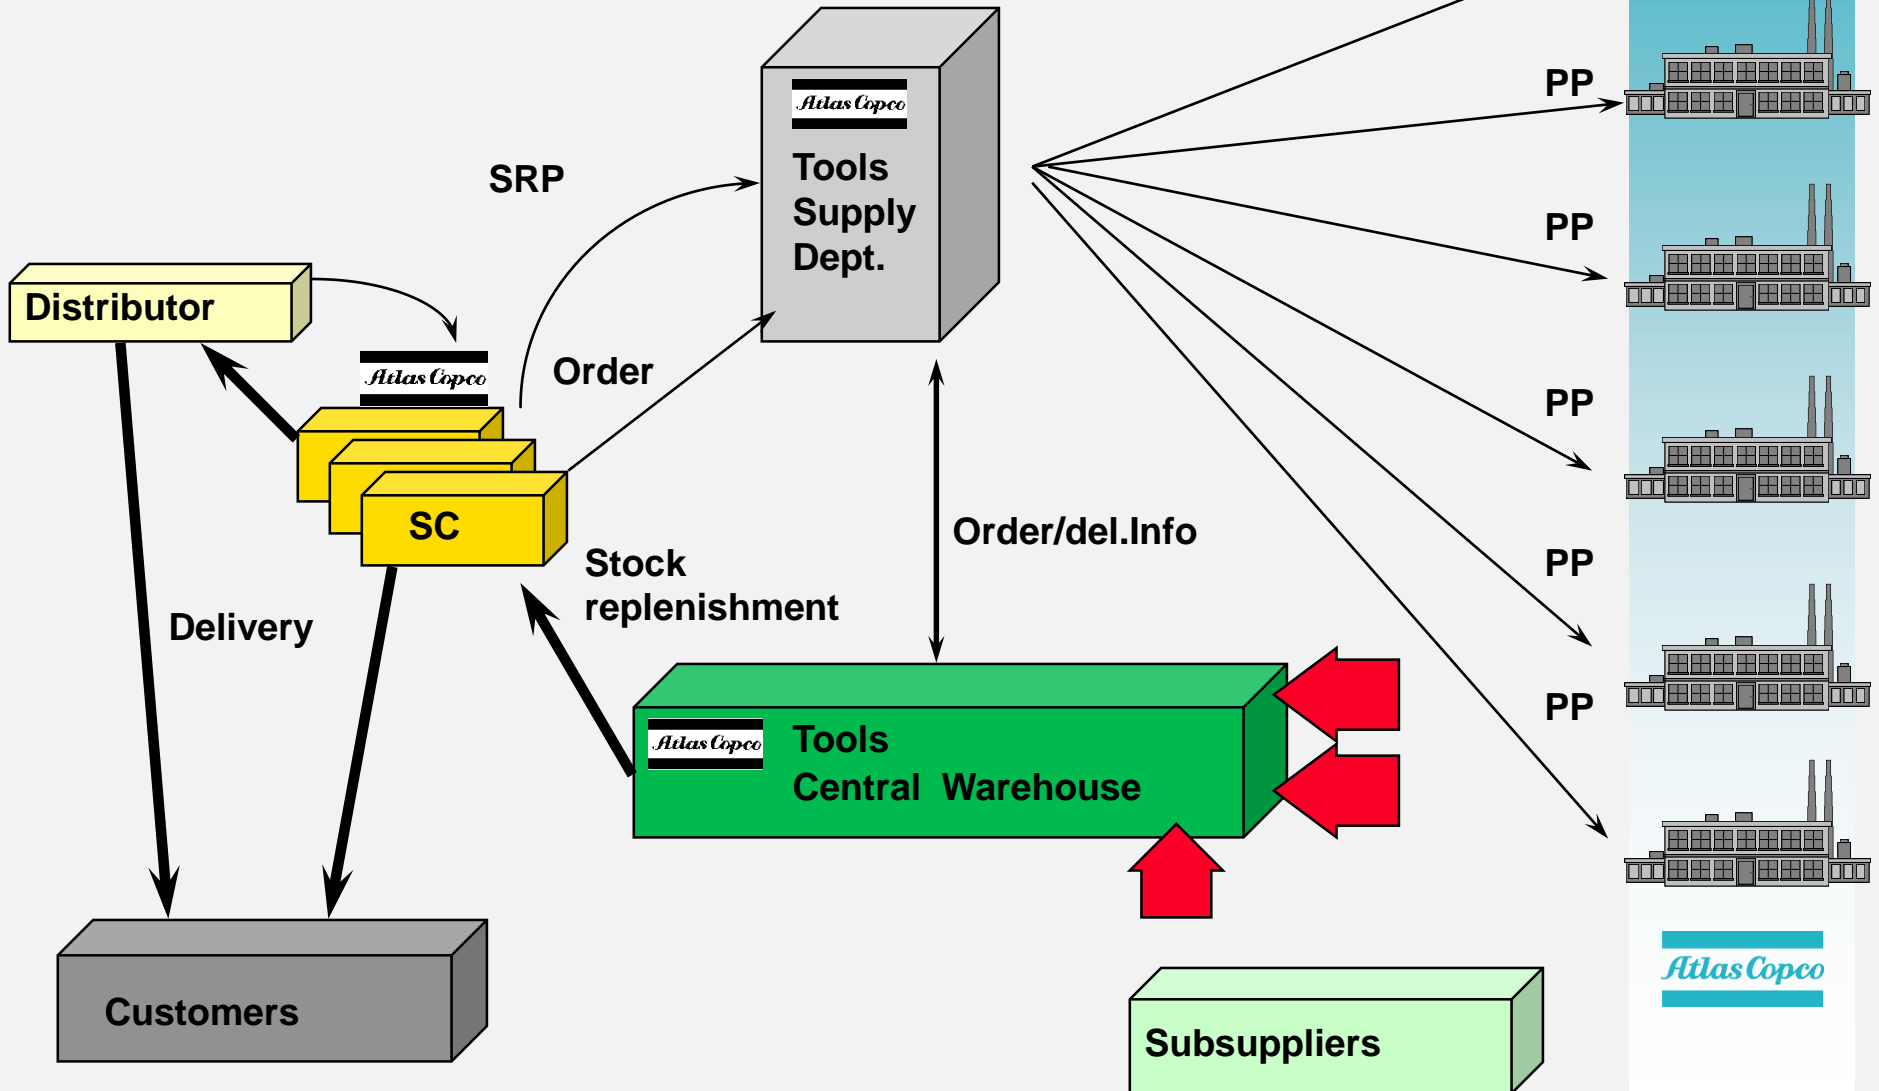 Atlas Copco
Tools
Supply
Dept.
SRP
PP
PP
Distributor
Atlas Copco
Order
PP
SC
Order/del.Info
Stock
replenishment
PP
Delivery
PP
Atlas Copco
Tools
Central Warehouse
Atlas Copco
Customers
Subsuppliers